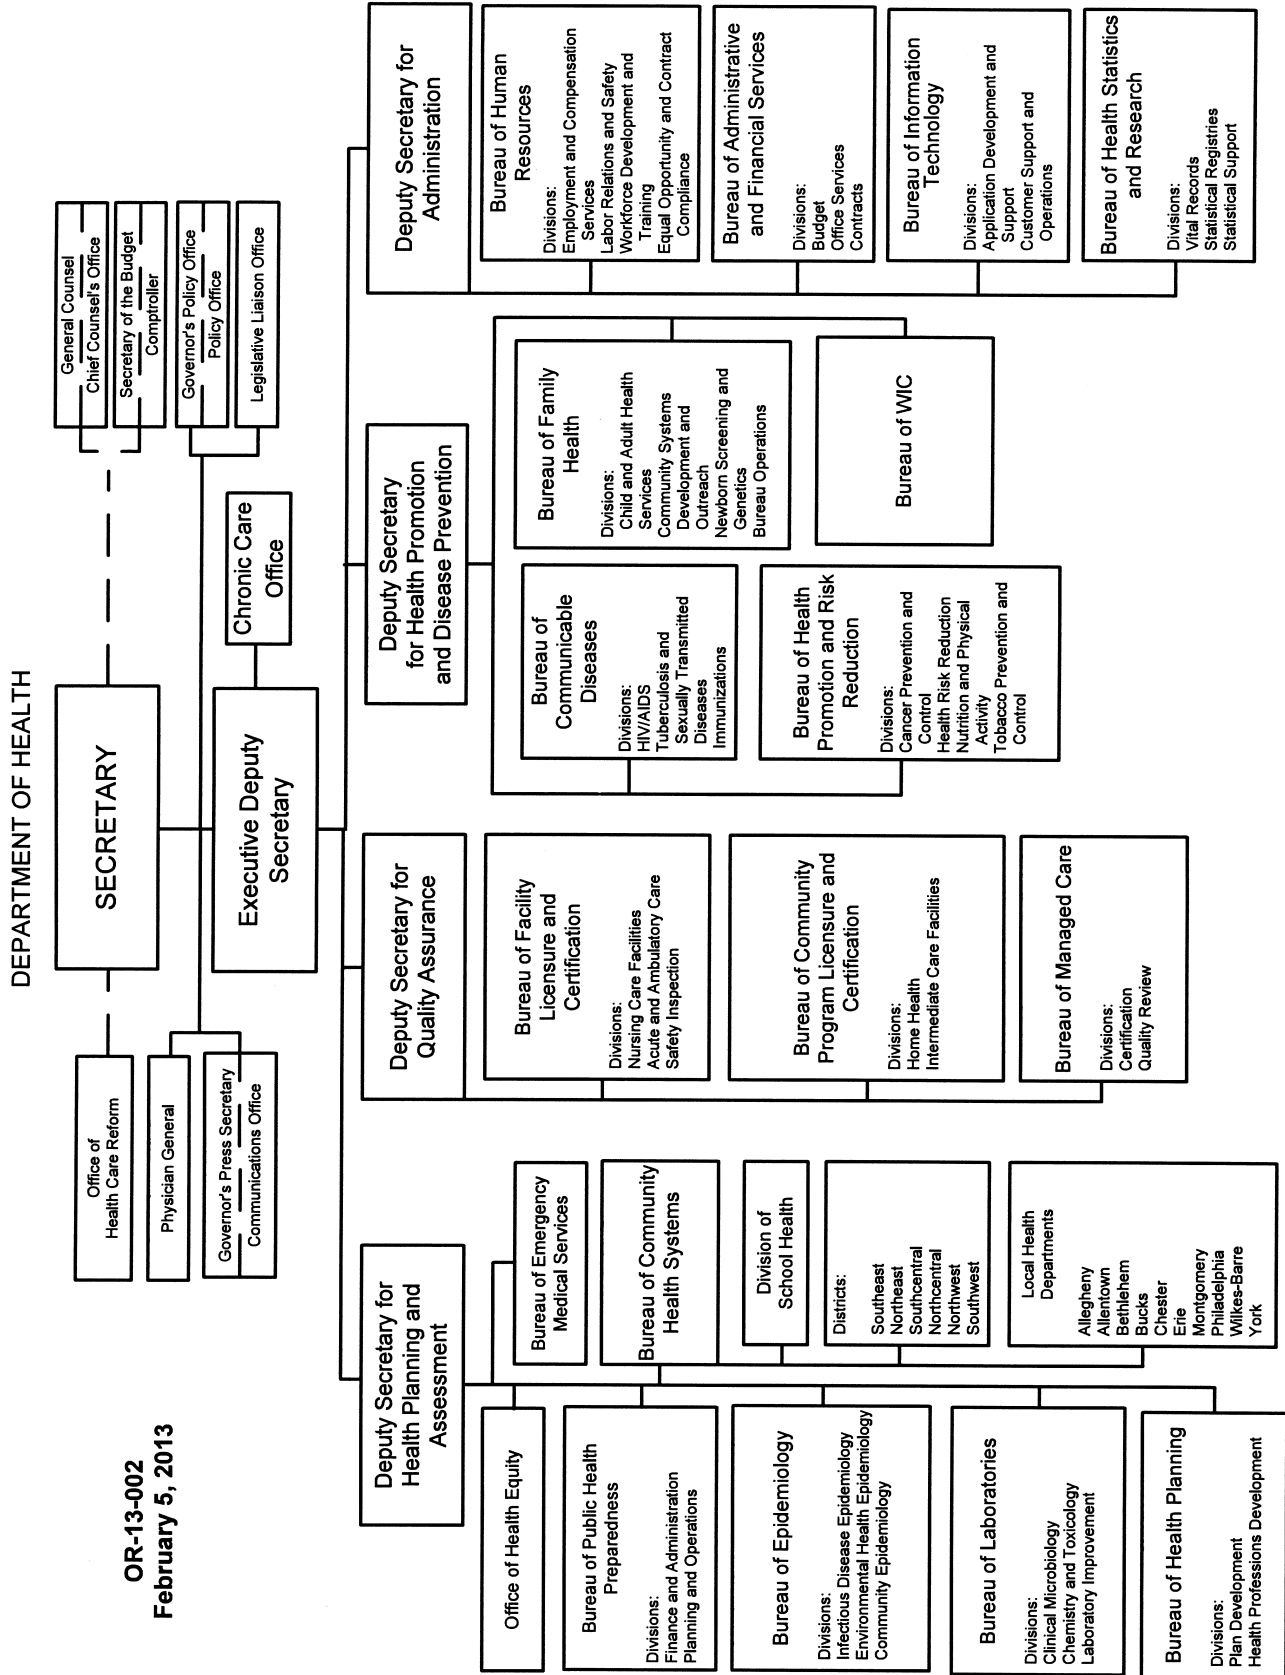 DEPARTMENT OF HEALTH
OR-13-002
February 5, 2013
SECRETARY
Office of
Health Care Reform
Physician General
Governor's Press Secretary
Communications Office
General Counsel
Chief Counsel's Office
Secretary of the Budget
Comptroller
Governor's Policy Office
Policy Office
Legislative Liaison Office
Executive Deputy
Secretary
Chronic Care
Office
Deputy Secretary for
Health Planning and
Assessment
Office of Health Equity
Bureau of Public Health
Preparedness
Divisions:
Finance and Administration
Planning and Operations
Bureau of Epidemiology
Divisions:
Infectious Disease Epidemiology
Environmental Health Epidemiology
Community Epidemiology
Bureau of Laboratories
Divisions:
Clinical Microbiology
Chemistry and Toxicology
Laboratory Improvement
Bureau of Health Planning
Divisions:
Plan Development
Health Professions Development
Bureau of Emergency
Medical Services
Bureau of Community
Health Systems
Division of
School Health
Districts:
Southeast
Northeast
Southcentral
Northcentral
Northwest
Southwest
Local Health
Departments
Allegheny
Allentown
Bethlehem
Bucks
Chester
Erie
Montgomery
Philadelphia
Wilkes-Barre
York
Deputy Secretary for
Quality Assurance
Bureau of Facility
Licensure and
Certification
Divisions:
Nursing Care Facilities
Acute and Ambulatory Care
Safety Inspection
Bureau of Community
Program Licensure and
Certification
Divisions:
Home Health
Intermediate Care Facilities
Bureau of Managed Care
Divisions:
Certification
Quality Review
Deputy Secretary
for Health Promotion
and Disease Prevention
Bureau of
Communicable
Diseases
Divisions:
HIV/AIDS
Tuberculosis and
Sexually Transmitted
Diseases
Immunizations
Bureau of Health
Promotion and Risk
Reduction
Divisions:
Cancer Prevention and
Control
Health Risk Reduction
Nutrition and Physical
Activity
Tobacco Prevention and
Control
Bureau of Family
Health
Divisions:
Child and Adult Health
Services
Community Systems
Development and
Outreach
Newborn Screening and
Genetics
Bureau Operations
Bureau of WIC
Deputy Secretary for
Administration
Bureau of Human
Resources
Divisions:
Employment and Compensation
Services
Labor Relations and Safety
Workforce Development and
Training
Equal Opportunity and Contract
Compliance
Bureau of Administrative
and Financial Services
Divisions:
Budget
Office Services
Contracts
Bureau of Information
Technology
Divisions:
Application Development and
Support
Customer Support and
Operations
Bureau of Health Statistics
and Research
Divisions:
Vital Records
Statistical Registries
Statistical Support